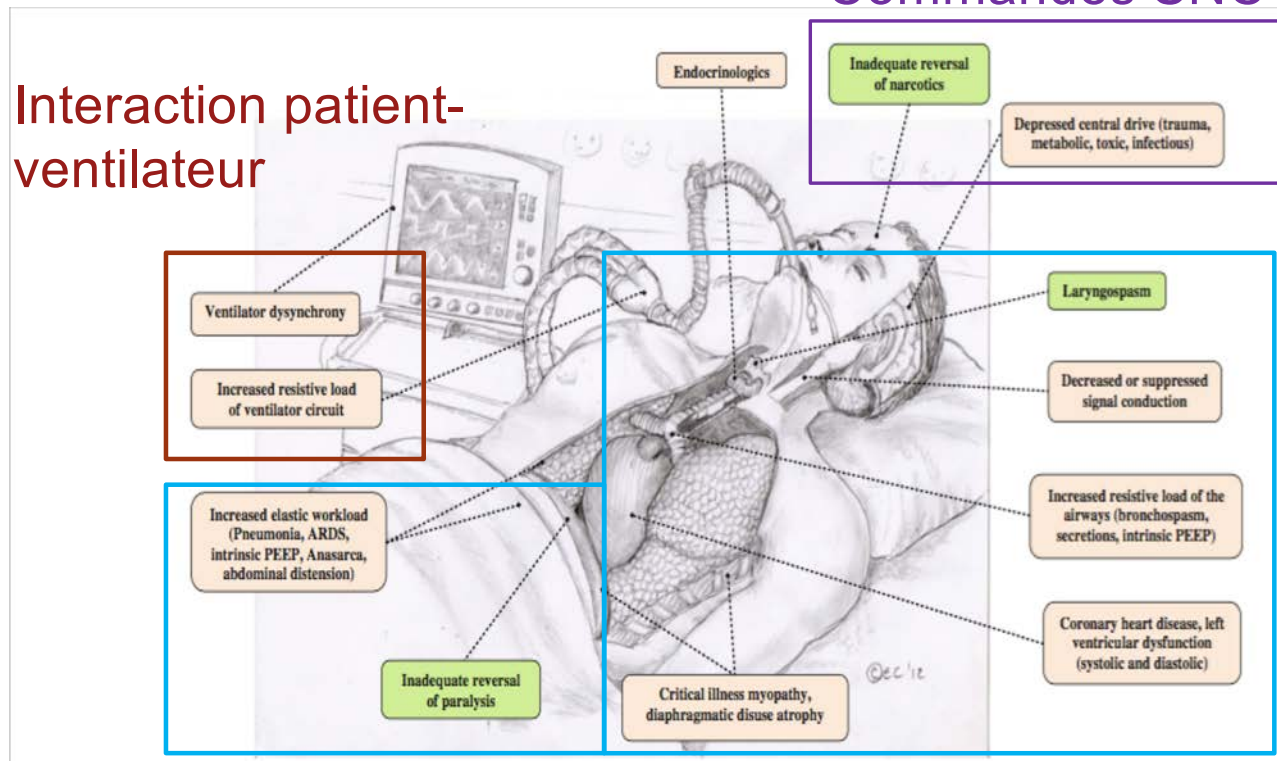 Commandes SNC
Interaction patient-
ventilateur
Endocrinologics
Inadequate reversal
of narcotics
Depressed central drive (trauma,
metabolic, toxic, infectious)
Ventilator dysynchrony
Increased resistive load
of ventilator circuit
Laryngospasm
Decreased or suppressed
signal conduction
Increased elastic workload
(Pneumonia, ARDS,
intrinsic PEEP, Anasarca,
abdominal distension)
Increased resistive load of the
airways (bronchospasm,
secretions, intrinsic PEEP)
Coronary heart disease, left
ventricular dysfunction
(systolic and diastolic)
Inadequate reversal
of paralysis
Critical illness myopathy,
diaphragmatic disuse atrophy
©ec '12